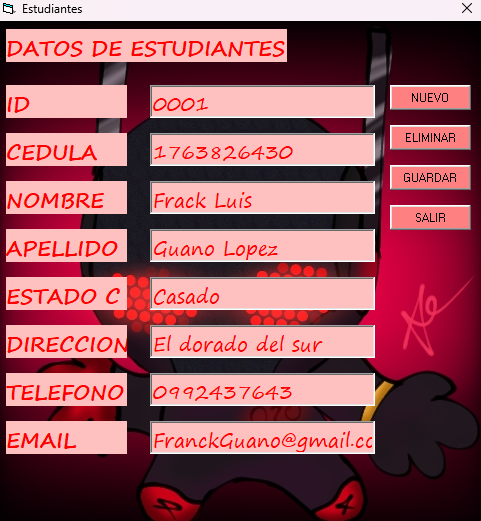 Estudiantes
DATOS DE ESTUDIANTES
ID 0001 NUEVO
CEDULA 1763826430 ELIMINAR
NOMBRE Frack Luis GUARDAR
APELLIDO Guano Lopez SALIR
ESTADO C Casado
DIRECCION El dorado del sur
TELEFONO 0992437643
EMAIL FranckGuano@gmail.cc